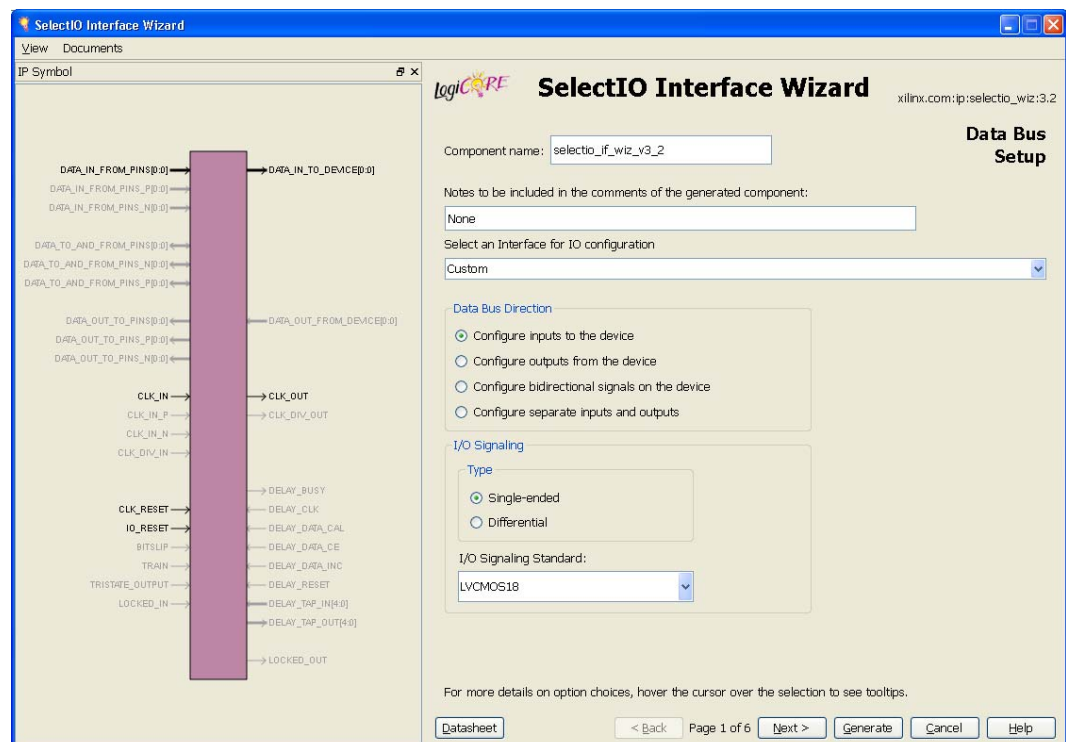 SelectIO Interface Wizard
View Documents
IP Symbol
DATA_IN_FROM_PINS[0:0]
DATA_IN_TO_DEVICE[0:0]
DATA_IN_FROM_PINS_P[0:0]
DATA_IN_FROM_PINS_N[0:0]
DATA_TO_AND_FROM_PINS[0:0]
DATA_TO_AND_FROM_PINS_N[0:0]
DATA_TO_AND_FROM_PINS_P[0:0]
DATA_OUT_TO_PINS[0:0]
DATA_OUT_FROM_DEVICE[0:0]
DATA_OUT_TO_PINS_P[0:0]
DATA_OUT_TO_PINS_N[0:0]
CLK_IN
CLK_OUT
CLK_IN_P
CLK_DIV_OUT
CLK_IN_N
CLK_DIV_IN
DELAY_BUSY
CLK_RESET
DELAY_CLK
IO_RESET
DELAY_DATA_CAL
BITSLIP
DELAY_DATA_CE
TRAIN
DELAY_DATA_INC
TRISTATE_OUTPUT
DELAY_RESET
LOCKED_IN
DELAY_TAP_IN[4:0]
DELAY_TAP_OUT[4:0]
LOCKED_OUT
LogiCORE
SelectIO Interface Wizard
xilinx.com:ip:selectio_wiz:3.2
Data Bus
Setup
Component name: selectio_if_wiz_v3_2
Notes to be included in the comments of the generated component:
None
Select an Interface for IO configuration
Custom
Data Bus Direction
Configure inputs to the device
Configure outputs from the device
Configure bidirectional signals on the device
Configure separate inputs and outputs
I/O Signaling
Type
Single-ended
Differential
I/O Signaling Standard:
LVCMOS18
For more details on option choices, hover the cursor over the selection to see tooltips.
Datasheet < Back Page 1 of 6 Next > Generate Cancel Help